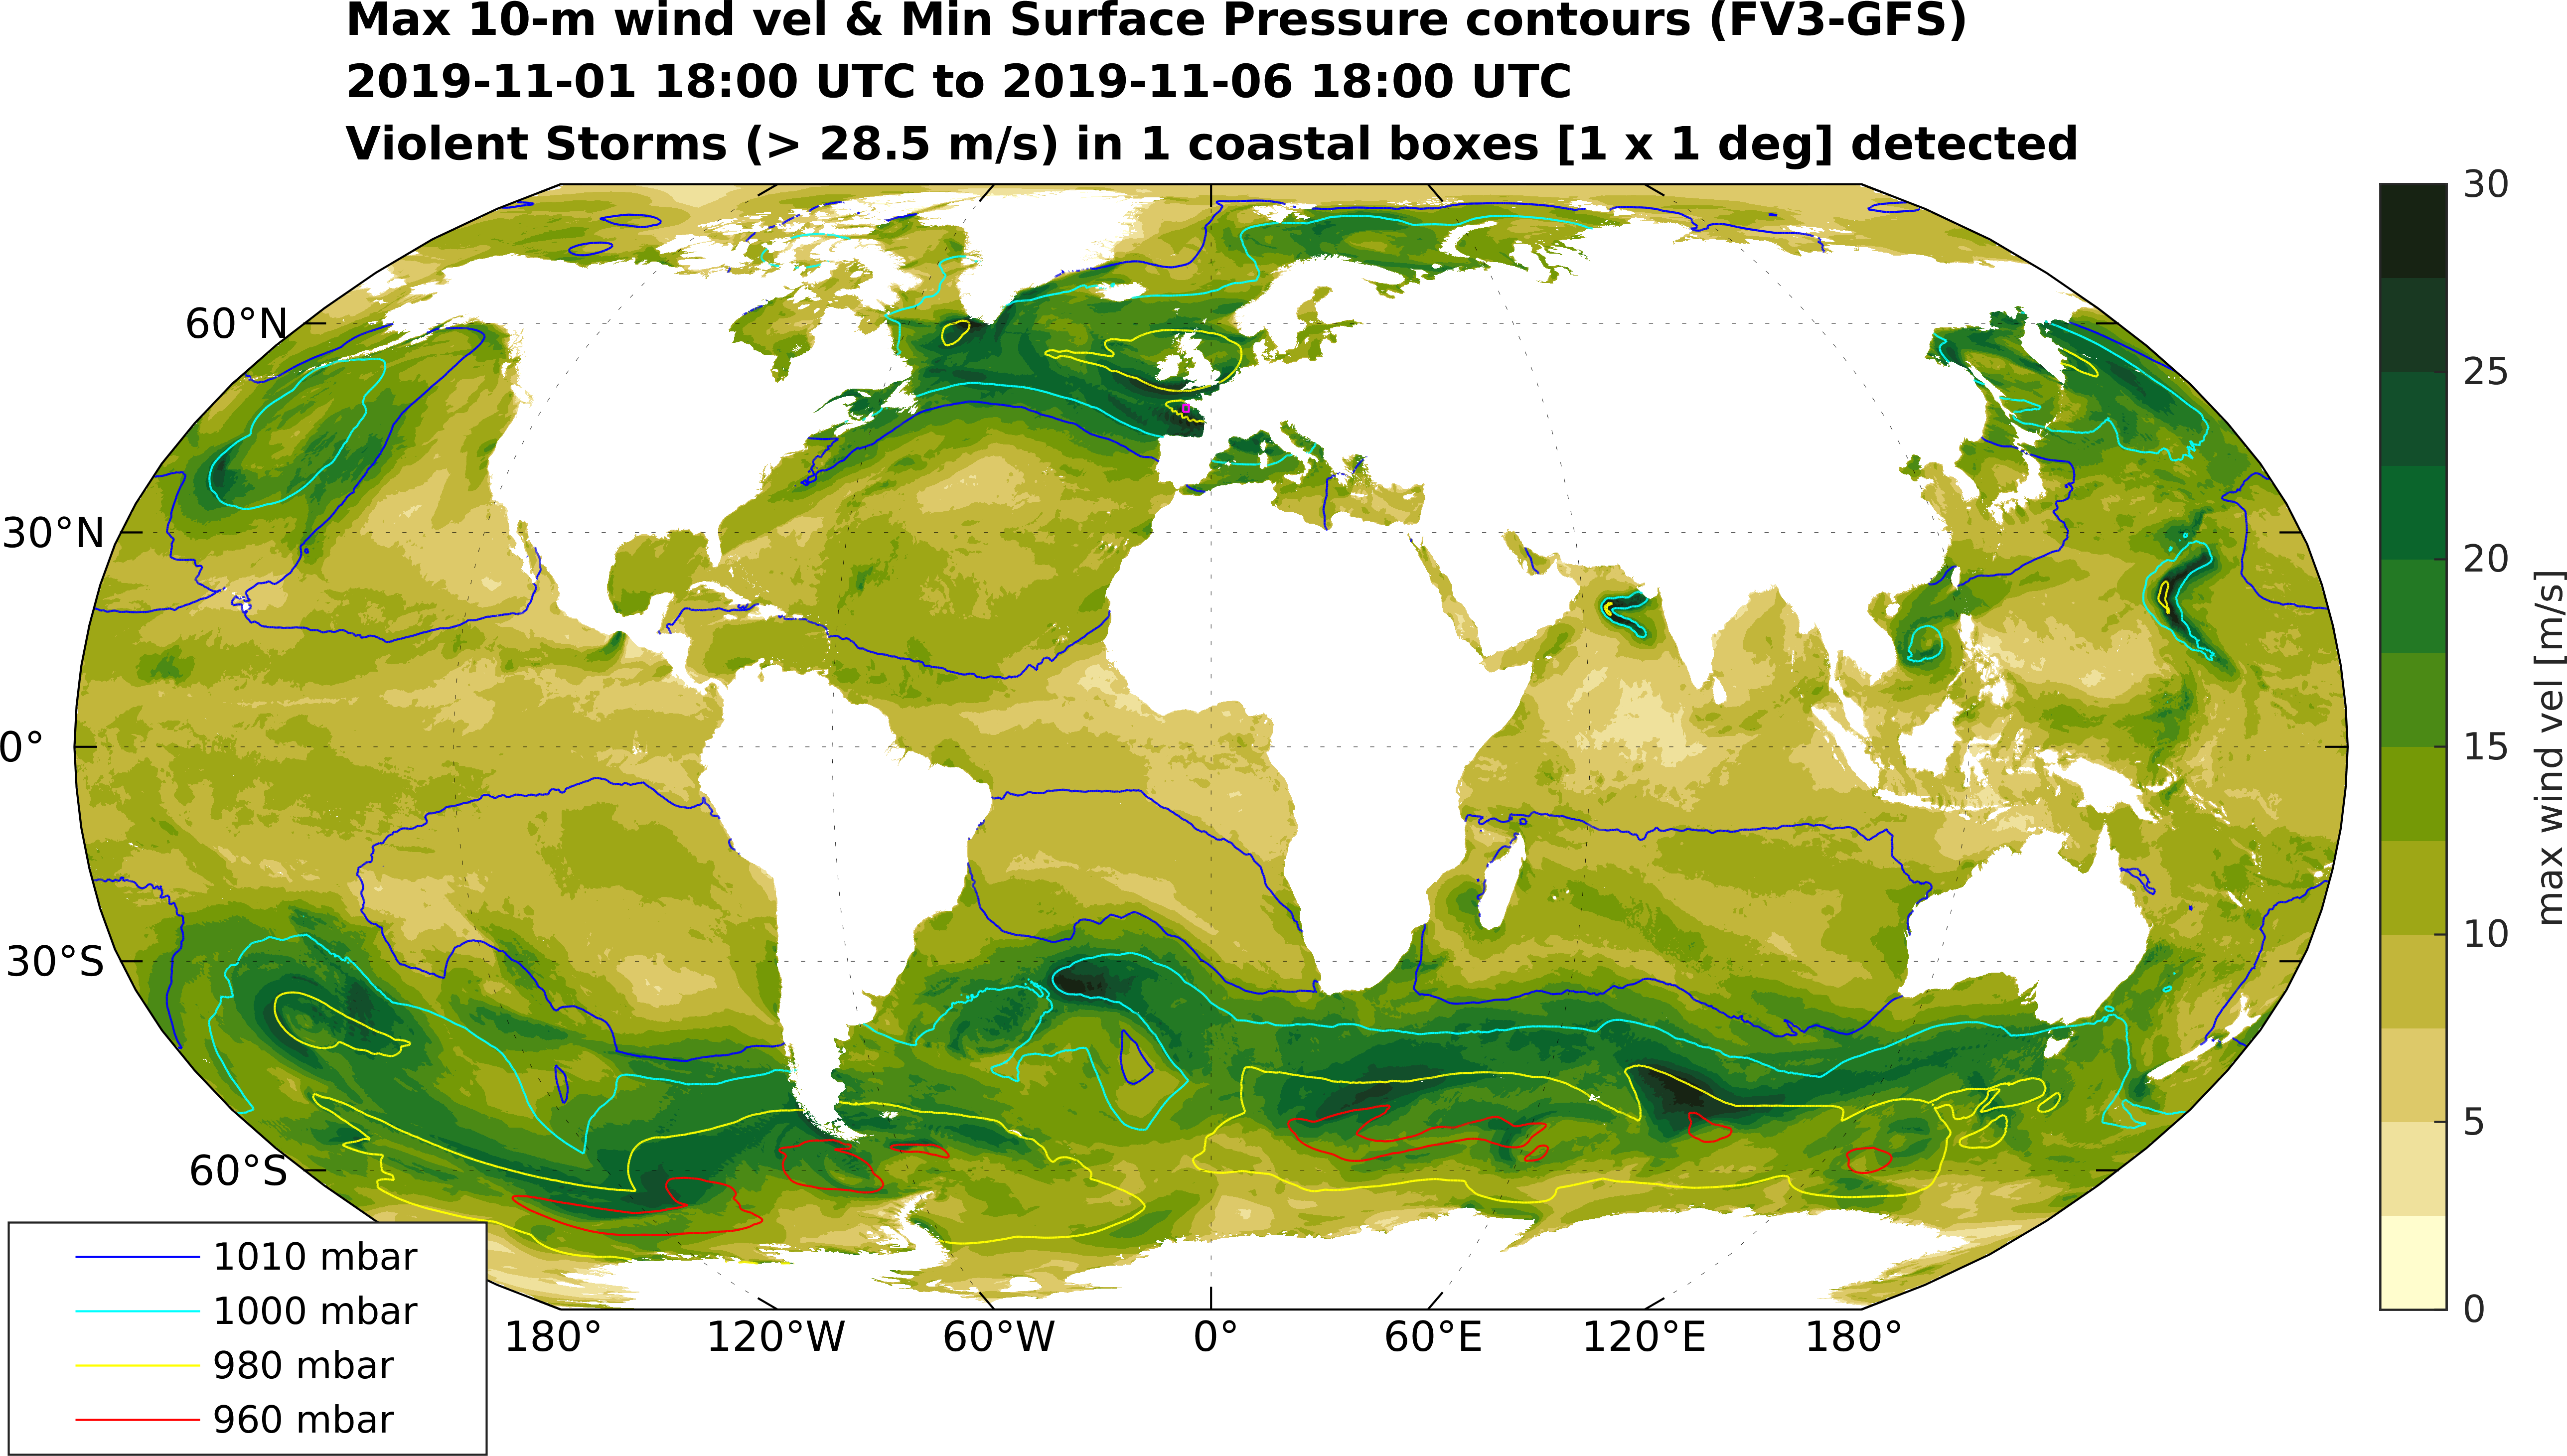 Max 10-m wind vel & Min Surface Pressure contours (FV3-GFS)
2019-11-01 18:00 UTC to 2019-11-06 18:00 UTC
Violent Storms (> 28.5 m/s) in 1 coastal boxes [1 x 1 deg] detected
60°N
30°N
0°
30°S
60°S
180°
120°W
60°W
0°
60°E
120°E
180°
30
25
20
15
10
5
0
max wind vel [m/s]
1010 mbar
1000 mbar
980 mbar
960 mbar